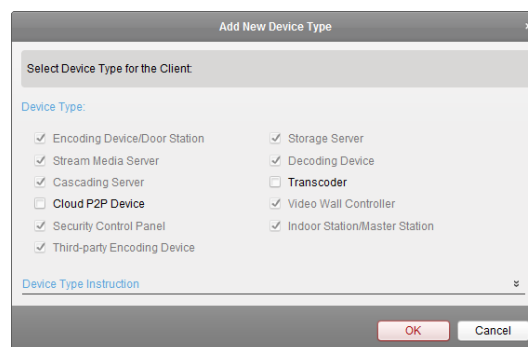 Add New Device Type
Select Device Type for the Client:
Device Type:
Encoding Device/Door Station
Storage Server
Stream Media Server
Decoding Device
Cascading Server
Transcoder
Cloud P2P Device
Video Wall Controller
Security Control Panel
Indoor Station/Master Station
Third-party Encoding Device
Device Type Instruction
OK
Cancel